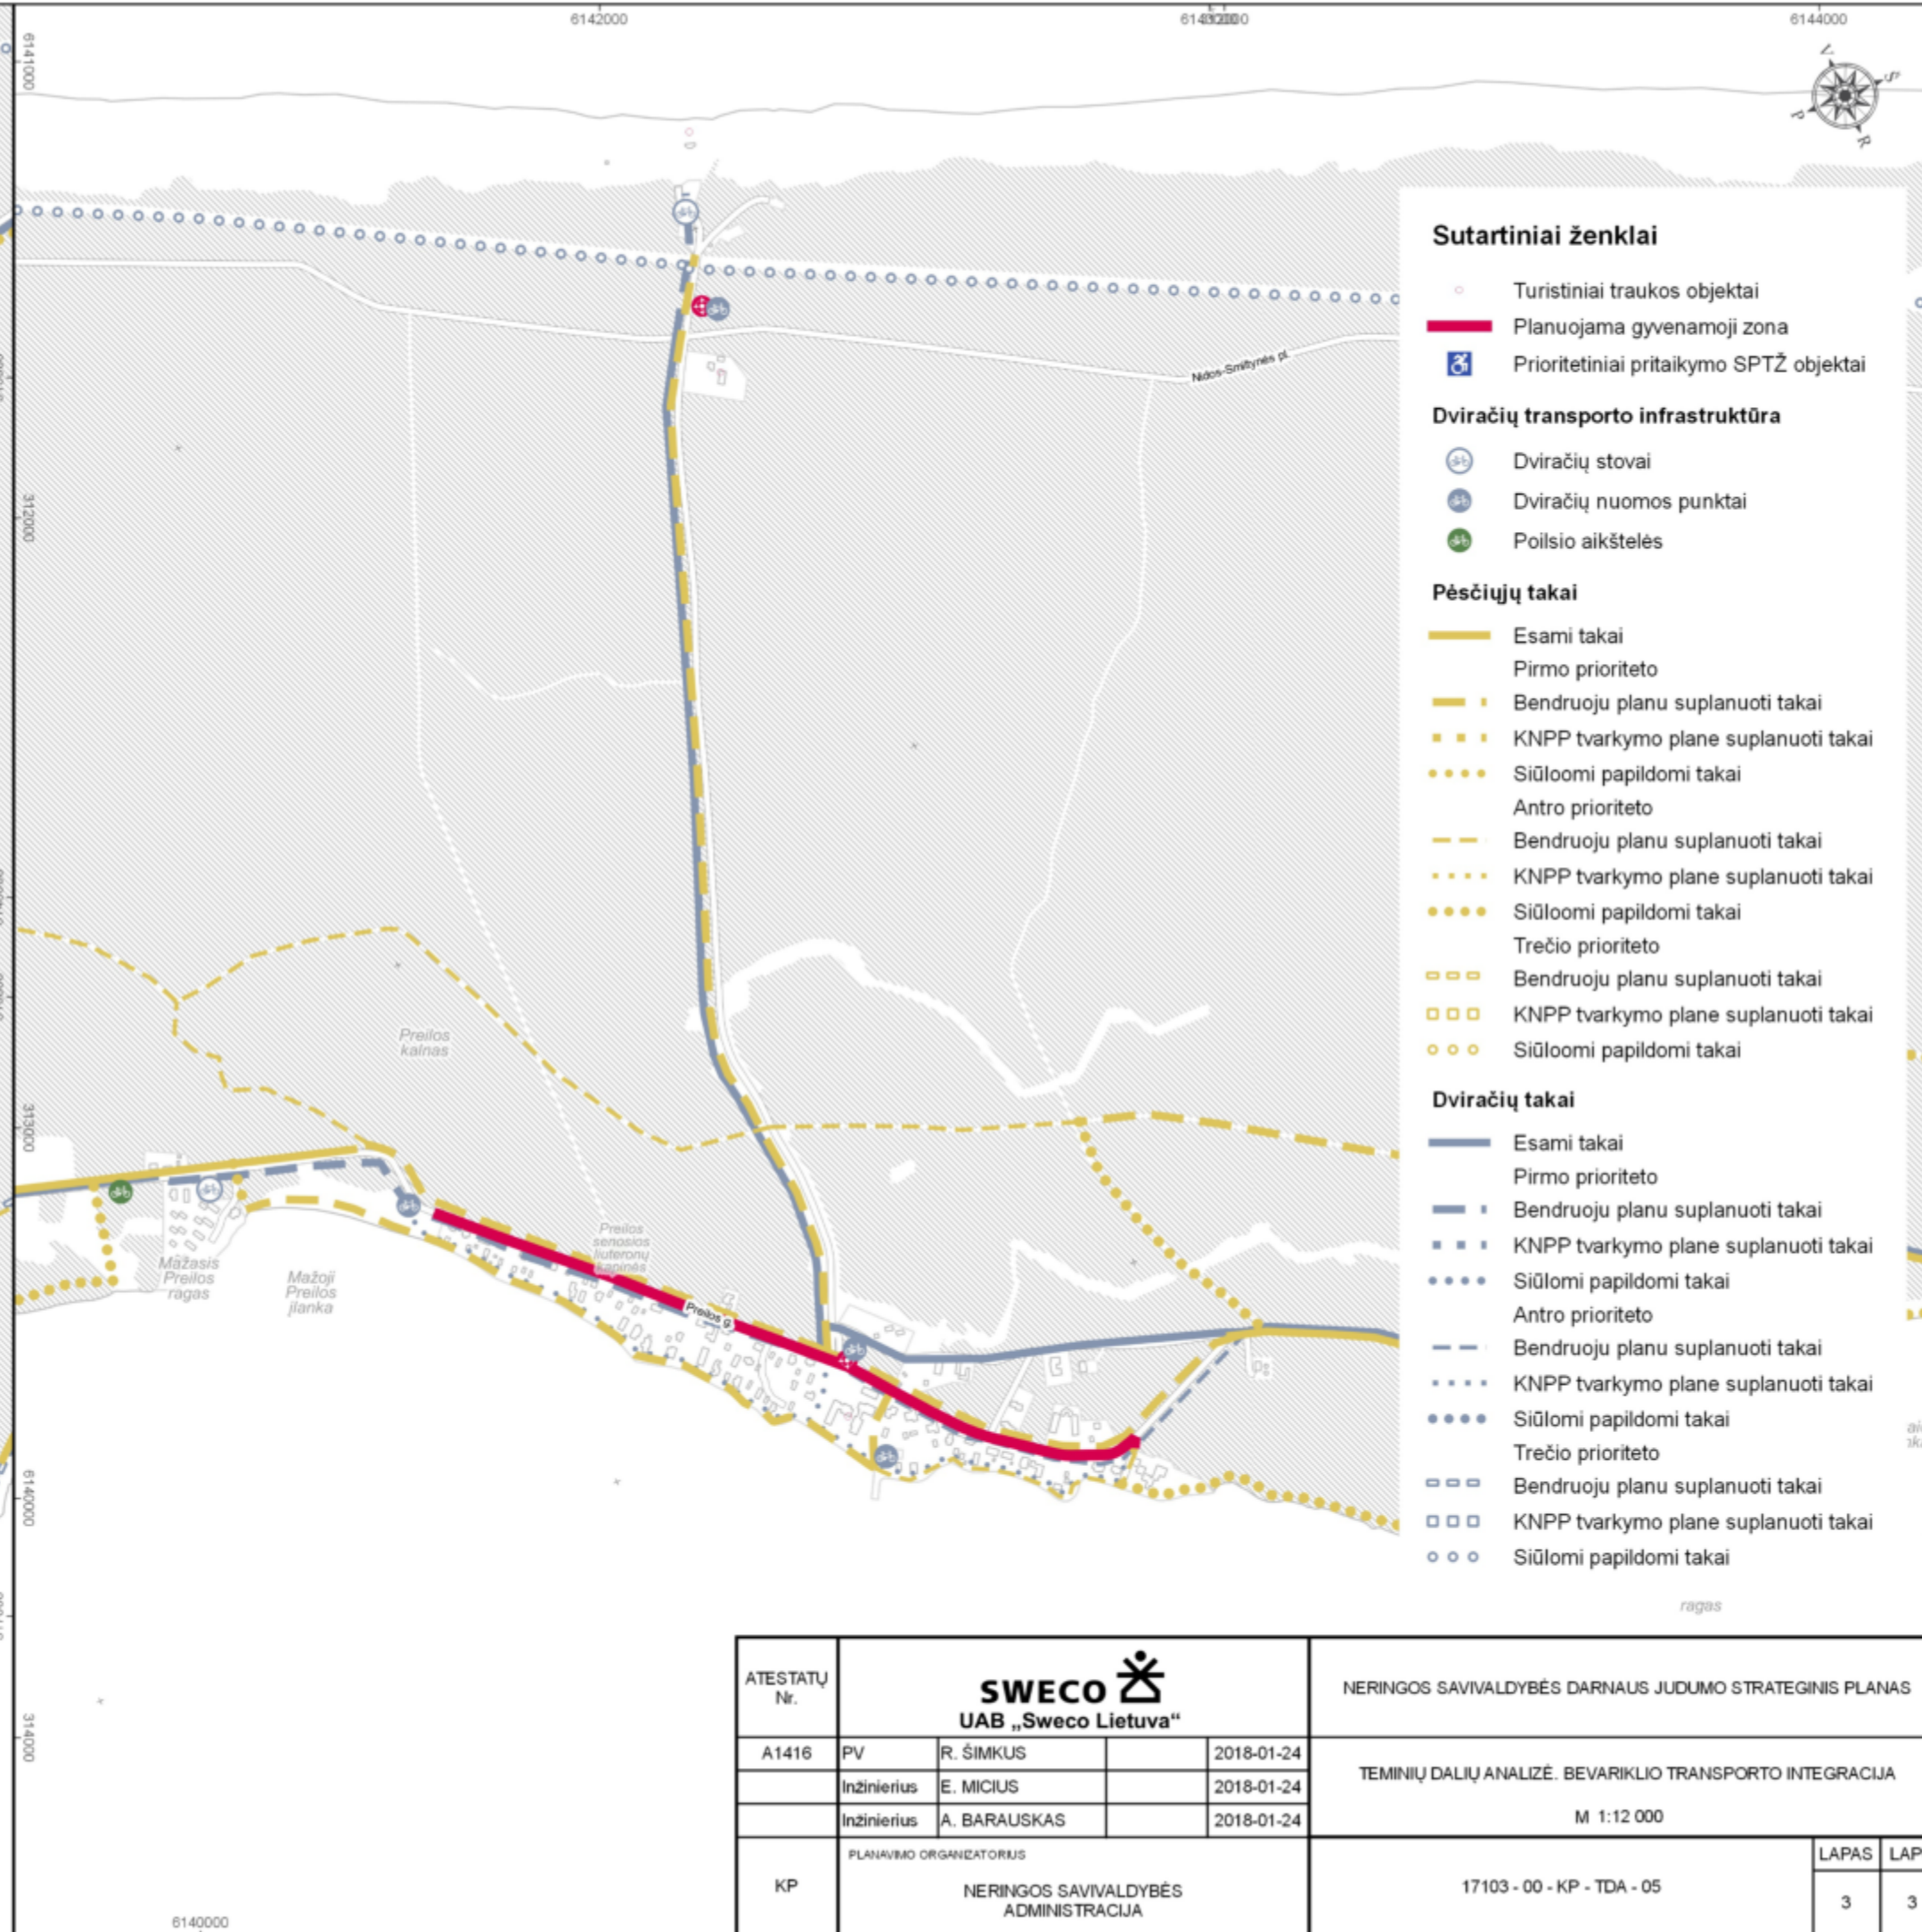 6142000
6144000
6141000
V
S
P
R
Nidos-Smiltynės pl.
312000
Sutartiniai ženklai
Turistiniai traukos objektai
Planuojama gyvenamoji zona
Prioritetiniai pritaikymo SPTŽ objektai
Dviračių transporto infrastruktūra
Dviračių stovai
Dviračių nuomos punktai
Poilsio aikštelės
Pėsčiųjų takai
Esami takai
Pirmo prioriteto
Bendruoju planu suplanuoti takai
KNPP tvarkymo plane suplanuoti takai
Siūloomi papildomi takai
Antro prioriteto
Bendruoju planu suplanuoti takai
KNPP tvarkymo plane suplanuoti takai
Siūloomi papildomi takai
Trečio prioriteto
Bendruoju planu suplanuoti takai
KNPP tvarkymo plane suplanuoti takai
Siūloomi papildomi takai
Dviračių takai
Esami takai
Pirmo prioriteto
Bendruoju planu suplanuoti takai
KNPP tvarkymo plane suplanuoti takai
Siūlomi papildomi takai
Antro prioriteto
Bendruoju planu suplanuoti takai
KNPP tvarkymo plane suplanuoti takai
Siūlomi papildomi takai
Trečio prioriteto
Bendruoju planu suplanuoti takai
KNPP tvarkymo plane suplanuoti takai
Siūlomi papildomi takai
Preilos
kalnas
313000
Preilos
senosios
liuteronų
kapinės
Mažasis
Preilos
ragas
Mažoji
Preilos
įlanka
Preilos g.
6140000
ragas
314000
6140000
ATESTATŲ
Nr.
SWECO
UAB „Sweco Lietuva“
NERINGOS SAVIVALDYBĖS DARNAUS JUDUMO STRATEGINIS PLANAS
A1416 PV R. ŠIMKUS 2018-01-24
Inžinierius E. MICIUS 2018-01-24
Inžinierius A. BARAUSKAS 2018-01-24
TEMINIŲ DALIŲ ANALIZĖ. BEVARIKLIO TRANSPORTO INTEGRACIJA
M 1:12 000
KP
PLANAVIMO ORGANIZATORIUS
NERINGOS SAVIVALDYBĖS
ADMINISTRACIJA
17103 - 00 - KP - TDA - 05
LAPAS LAP
3 3